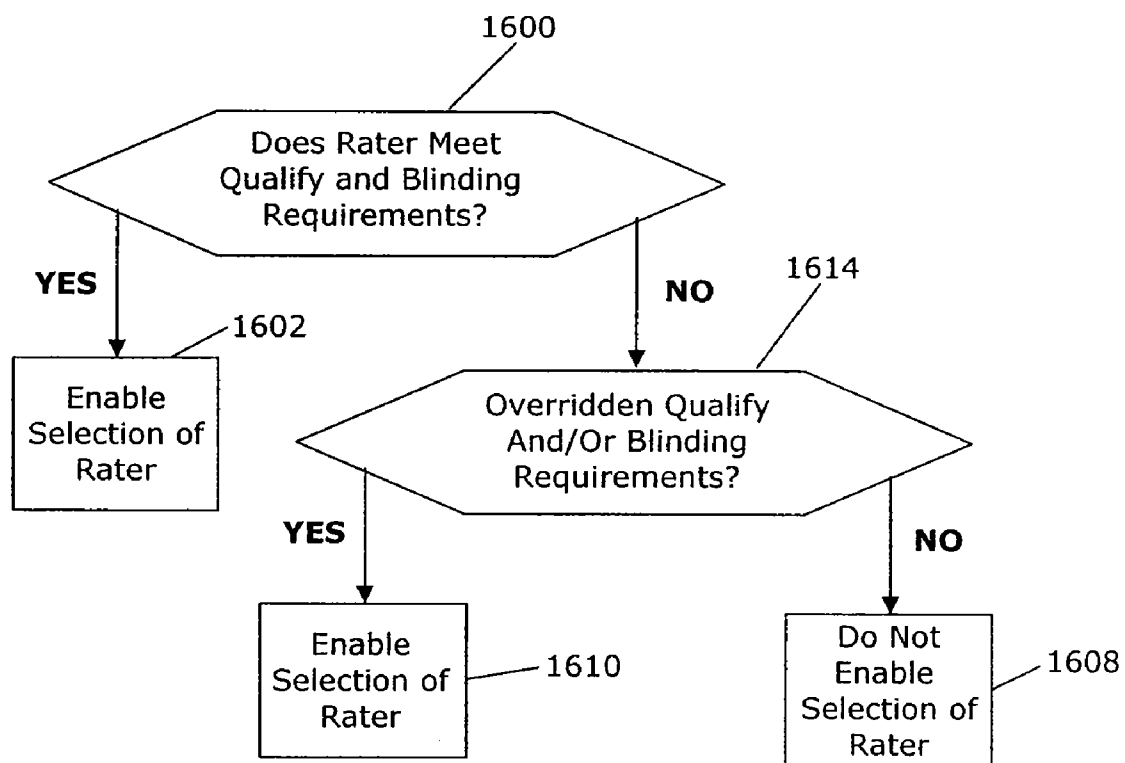 1600
Does Rater Meet
Qualify and Blinding
Requirements?
YES
NO
1614
1602
Enable
Selection of
Rater
Overridden Qualify
And/Or Blinding
Requirements?
YES
NO
Enable
Selection of
Rater
1610
Do Not
Enable
Selection of
Rater
1608